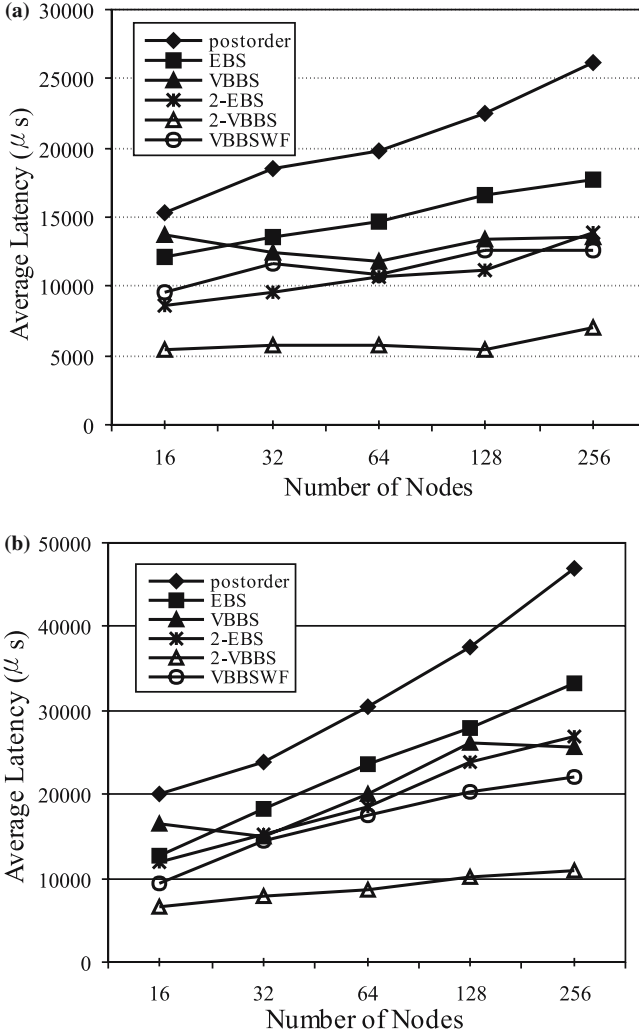 (a)
30000
25000
20000
15000
10000
5000
0
Average Latency (μs)
postorder
EBS
VBBS
2-EBS
2-VBBS
VBBSWF
16 32 64 128 256
Number of Nodes
(b)
50000
40000
30000
20000
10000
0
Average Latency (μs)
postorder
EBS
VBBS
2-EBS
2-VBBS
VBBSWF
16 32 64 128 256
Number of Nodes